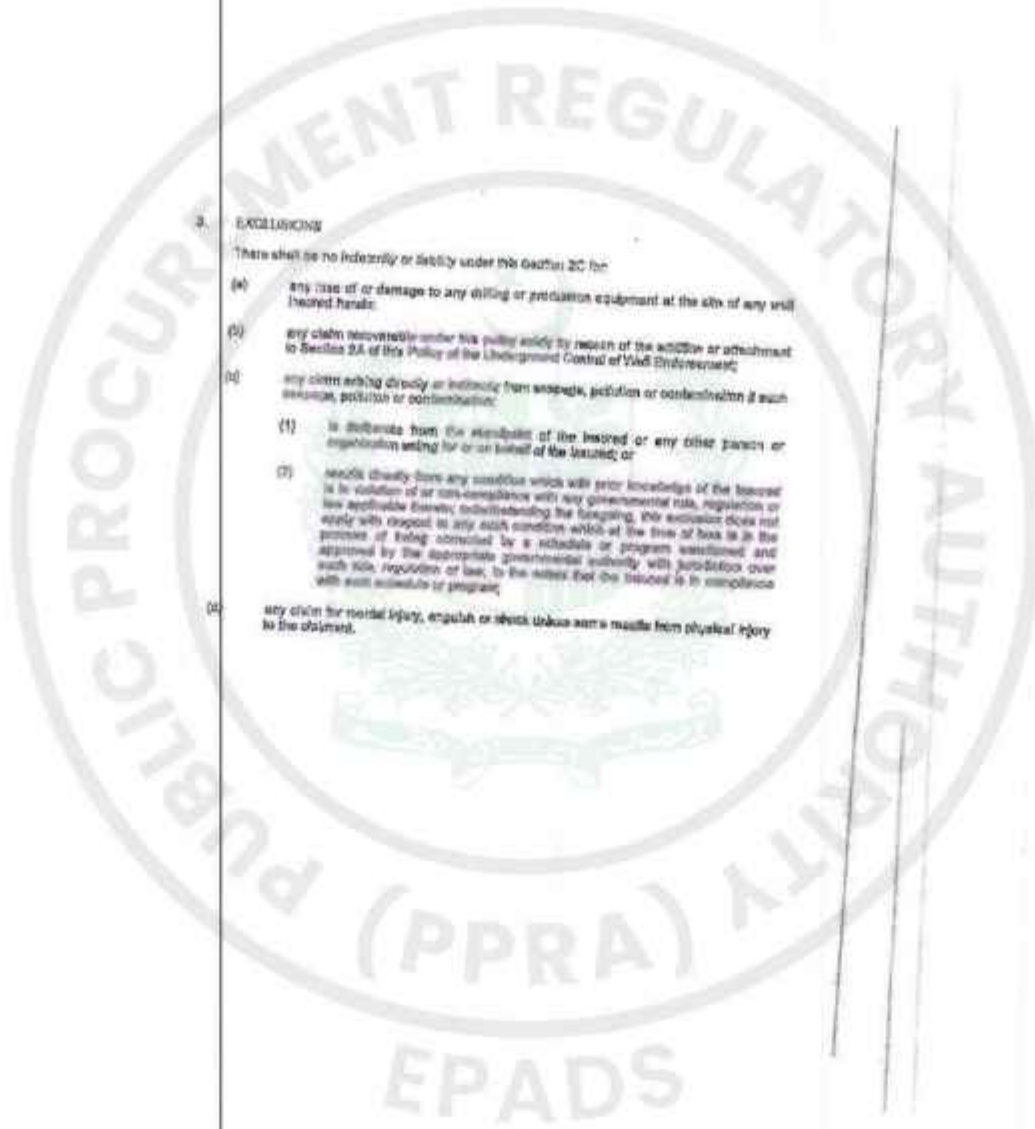 PUBLIC PROCUREMENT REGULATORY AUTHORITY
(PPRA)
EPADS
3. EXCLUSIONS
There shall be no indemnity or liability under this Section 2C for:
(a) any loss of or damage to any drilling or production equipment at the site of any well
insured herein;
(b) any claim recoverable under this policy solely by reason of the addition or attachment
to Section 2A of this Policy of the Underground Control of Well Endorsement;
(c) any claim arising directly or indirectly from seepage, pollution or contamination if such
seepage, pollution or contamination:
(1) is deliberate from the standpoint of the Insured or any other person or
organisation acting for or on behalf of the Insured; or
(2) results directly from any condition which with prior knowledge of the Insured
is in violation of or non-compliance with any governmental rule, regulation or
law applicable thereto; notwithstanding the foregoing, this exclusion does not
apply with respect to any such condition which at the time of loss is in the
process of being corrected by a schedule or program sanctioned and
approved by the appropriate governmental authority with jurisdiction over
such rule, regulation of law, to the extent that the Insured is in compliance
with such schedule or program;
any claim for mental injury, anguish or shock unless same results from physical injury
to the claimant.